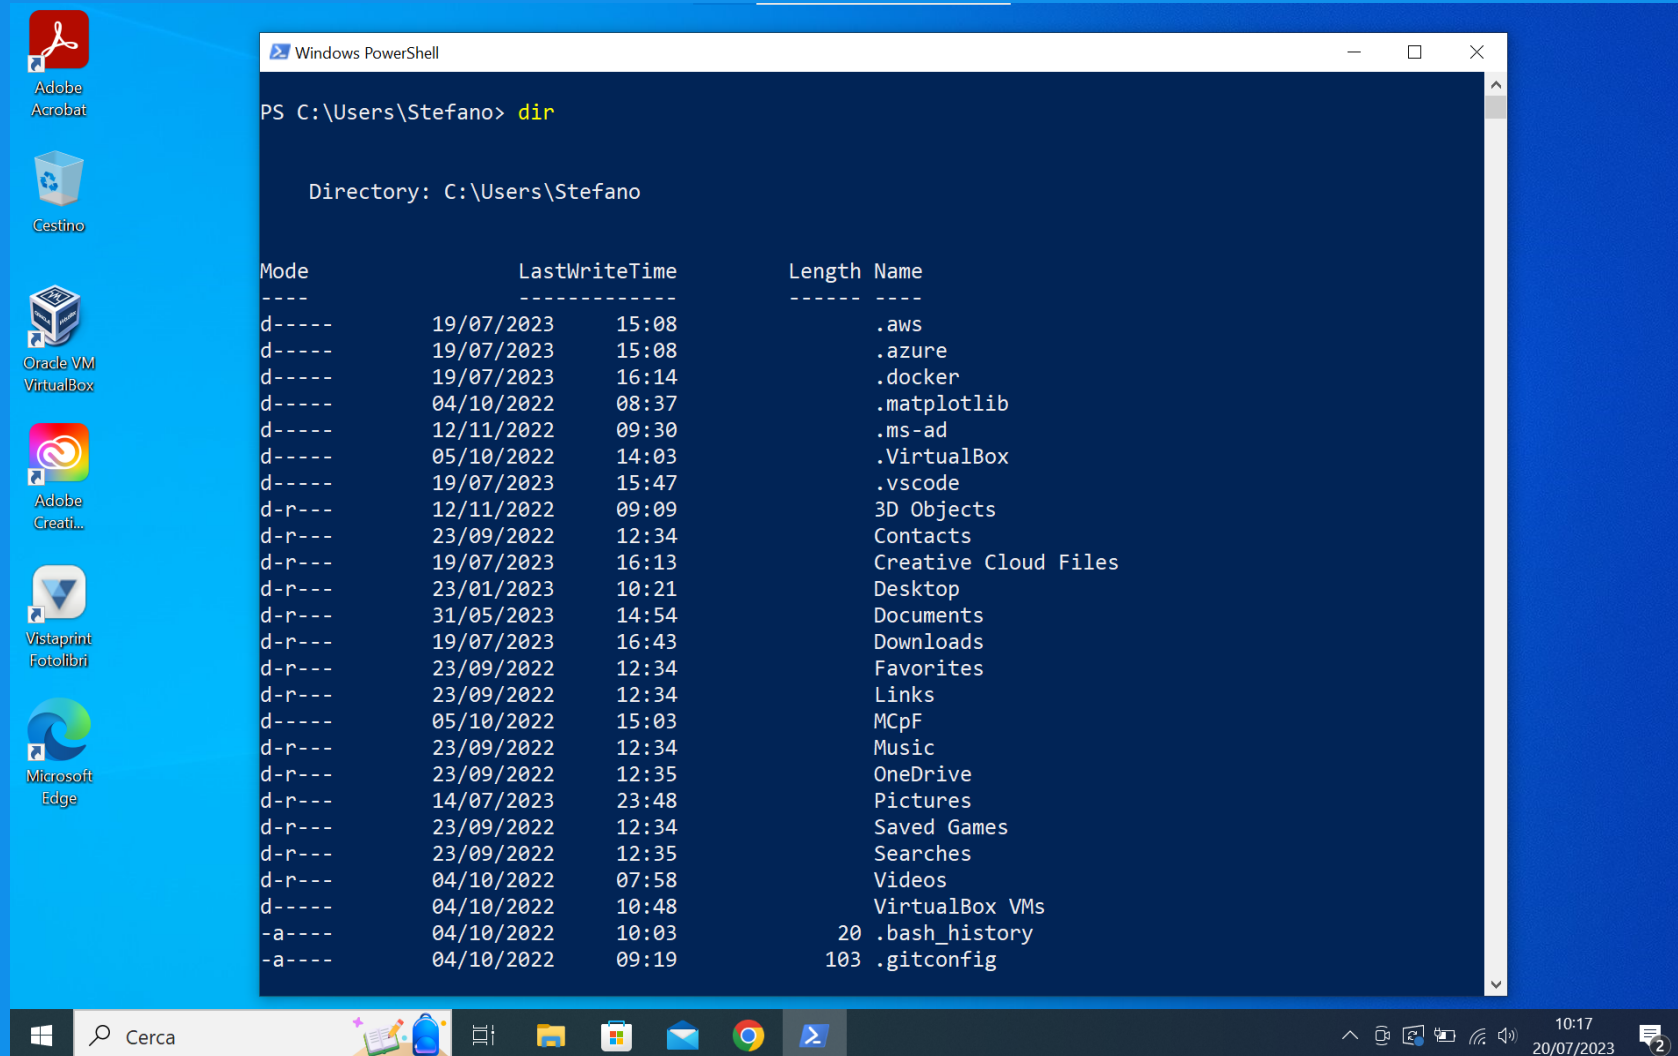 Adobe
Acrobat
Cestino
Oracle VM
VirtualBox
Adobe
Creati...
Vistaprint
Fotolibri
Microsoft
Edge
Windows PowerShell
PS C:\Users\Stefano> dir
Directory: C:\Users\Stefano
Mode LastWriteTime Length Name
---- ------------- ------ ----
d----- 19/07/2023 15:08 .aws
d----- 19/07/2023 15:08 .azure
d----- 19/07/2023 16:14 .docker
d----- 04/10/2022 08:37 .matplotlib
d----- 12/11/2022 09:30 .ms-ad
d----- 05/10/2022 14:03 .VirtualBox
d----- 19/07/2023 15:47 .vscode
d-r--- 12/11/2022 09:09 3D Objects
d-r--- 23/09/2022 12:34 Contacts
d-r--- 19/07/2023 16:13 Creative Cloud Files
d-r--- 23/01/2023 10:21 Desktop
d-r--- 31/05/2023 14:54 Documents
d-r--- 19/07/2023 16:43 Downloads
d-r--- 23/09/2022 12:34 Favorites
d-r--- 23/09/2022 12:34 Links
d----- 05/10/2022 15:03 MCpF
d-r--- 23/09/2022 12:34 Music
d-r--- 23/09/2022 12:35 OneDrive
d-r--- 14/07/2023 23:48 Pictures
d-r--- 23/09/2022 12:34 Saved Games
d-r--- 23/09/2022 12:35 Searches
d-r--- 04/10/2022 07:58 Videos
d----- 04/10/2022 10:48 VirtualBox VMs
-a---- 04/10/2022 10:03 20 .bash_history
-a---- 04/10/2022 09:19 103 .gitconfig
Cerca
10:17
20/07/2023
2